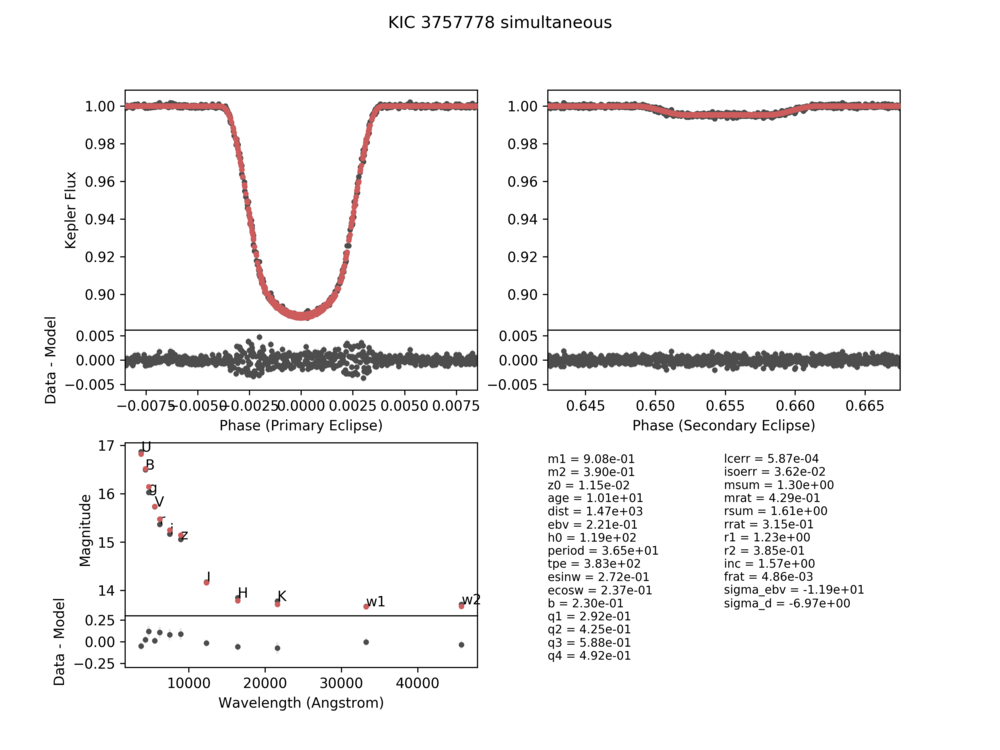 KIC 3757778 simultaneous
1.00
0.98
0.96
0.94
0.92
0.90
Kepler Flux
0.005
0.000
−0.005
Data - Model
−0.0075 −0.0050 −0.0025 0.0000 0.0025 0.0050 0.0075
Phase (Primary Eclipse)
1.00
0.98
0.96
0.94
0.92
0.90
0.005
0.000
−0.005
0.645 0.650 0.655 0.660 0.665
Phase (Secondary Eclipse)
17
16
15
14
Magnitude
U
B
g
V
r
i
z
J
H
K
w1
w2
0.25
0.00
−0.25
Data - Model
10000 20000 30000 40000
Wavelength (Angstrom)
m1 = 9.08e-01
m2 = 3.90e-01
z0 = 1.15e-02
age = 1.01e+01
dist = 1.47e+03
ebv = 2.21e-01
h0 = 1.19e+02
period = 3.65e+01
tpe = 3.83e+02
esinw = 2.72e-01
ecosw = 2.37e-01
b = 2.30e-01
q1 = 2.92e-01
q2 = 4.25e-01
q3 = 5.88e-01
q4 = 4.92e-01
lcerr = 5.87e-04
isoerr = 3.62e-02
msum = 1.30e+00
mrat = 4.29e-01
rsum = 1.61e+00
rrat = 3.15e-01
r1 = 1.23e+00
r2 = 3.85e-01
inc = 1.57e+00
frat = 4.86e-03
sigma_ebv = -1.19e+01
sigma_d = -6.97e+00